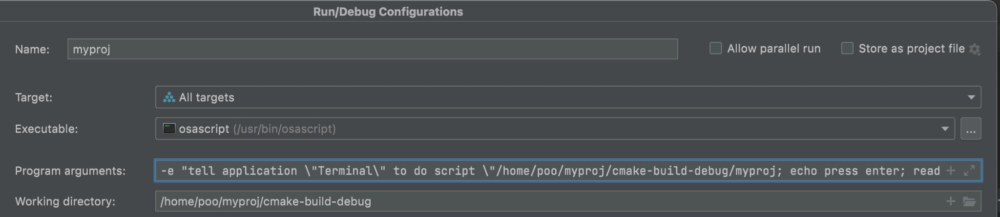 Run/Debug Configurations
Name: myproj Allow parallel run Store as project file
Target: All targets
Executable: osascript (/usr/bin/osascript) ...
Program arguments: -e "tell application \"Terminal\" to do script \"/home/poo/myproj/cmake-build-debug/myproj; echo press enter; read
Working directory: /home/poo/myproj/cmake-build-debug